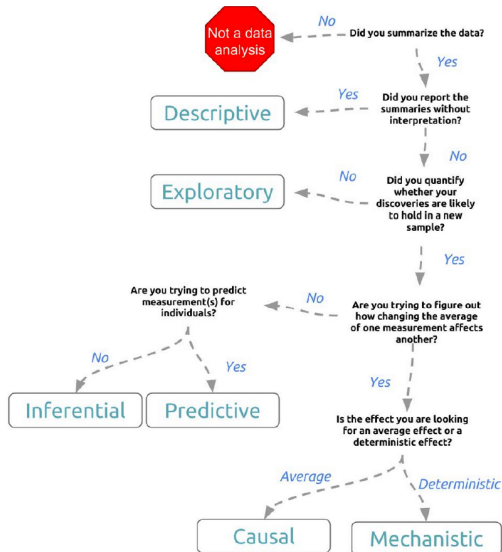 Not a data
analysis
No
Did you summarize the data?
Yes
Descriptive
Yes
Did you report the
summaries without
interpretation?
No
Exploratory
No
Did you quantify
whether your
discoveries are likely
to hold in a new
sample?
Yes
Are you trying to predict
measurement(s) for
individuals?
No
Are you trying to figure out
how changing the average
of one measurement affects
another?
No
Yes
Yes
Inferential
Predictive
Is the effect you are looking
for an average effect or a
deterministic effect?
Average
Deterministic
Causal
Mechanistic